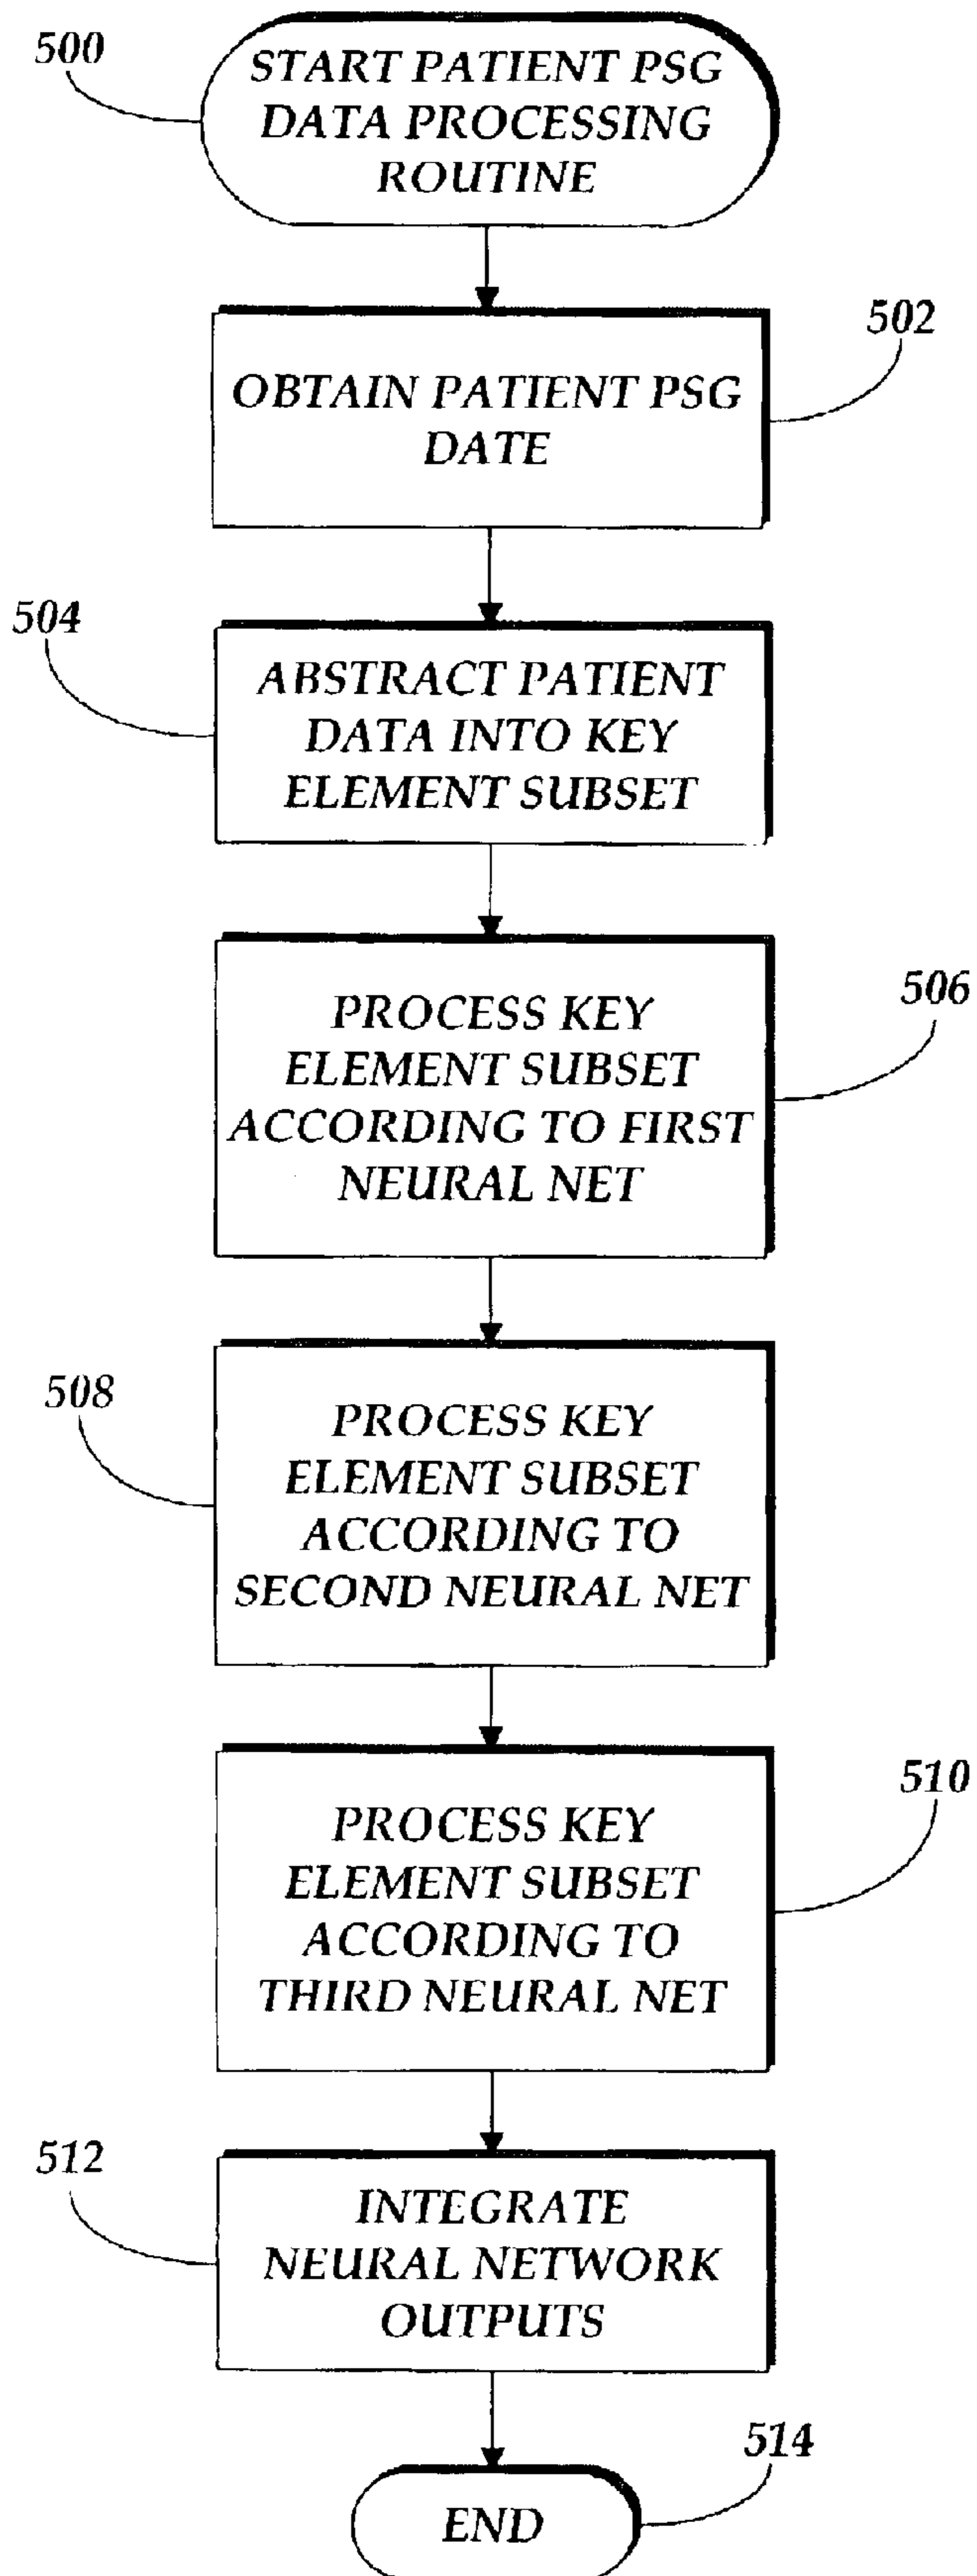 500
START PATIENT PSG
DATA PROCESSING
ROUTINE
502
OBTAIN PATIENT PSG
DATE
504
ABSTRACT PATIENT
DATA INTO KEY
ELEMENT SUBSET
506
PROCESS KEY
ELEMENT SUBSET
ACCORDING TO FIRST
NEURAL NET
508
PROCESS KEY
ELEMENT SUBSET
ACCORDING TO
SECOND NEURAL NET
510
PROCESS KEY
ELEMENT SUBSET
ACCORDING TO
THIRD NEURAL NET
512
INTEGRATE
NEURAL NETWORK
OUTPUTS
514
END